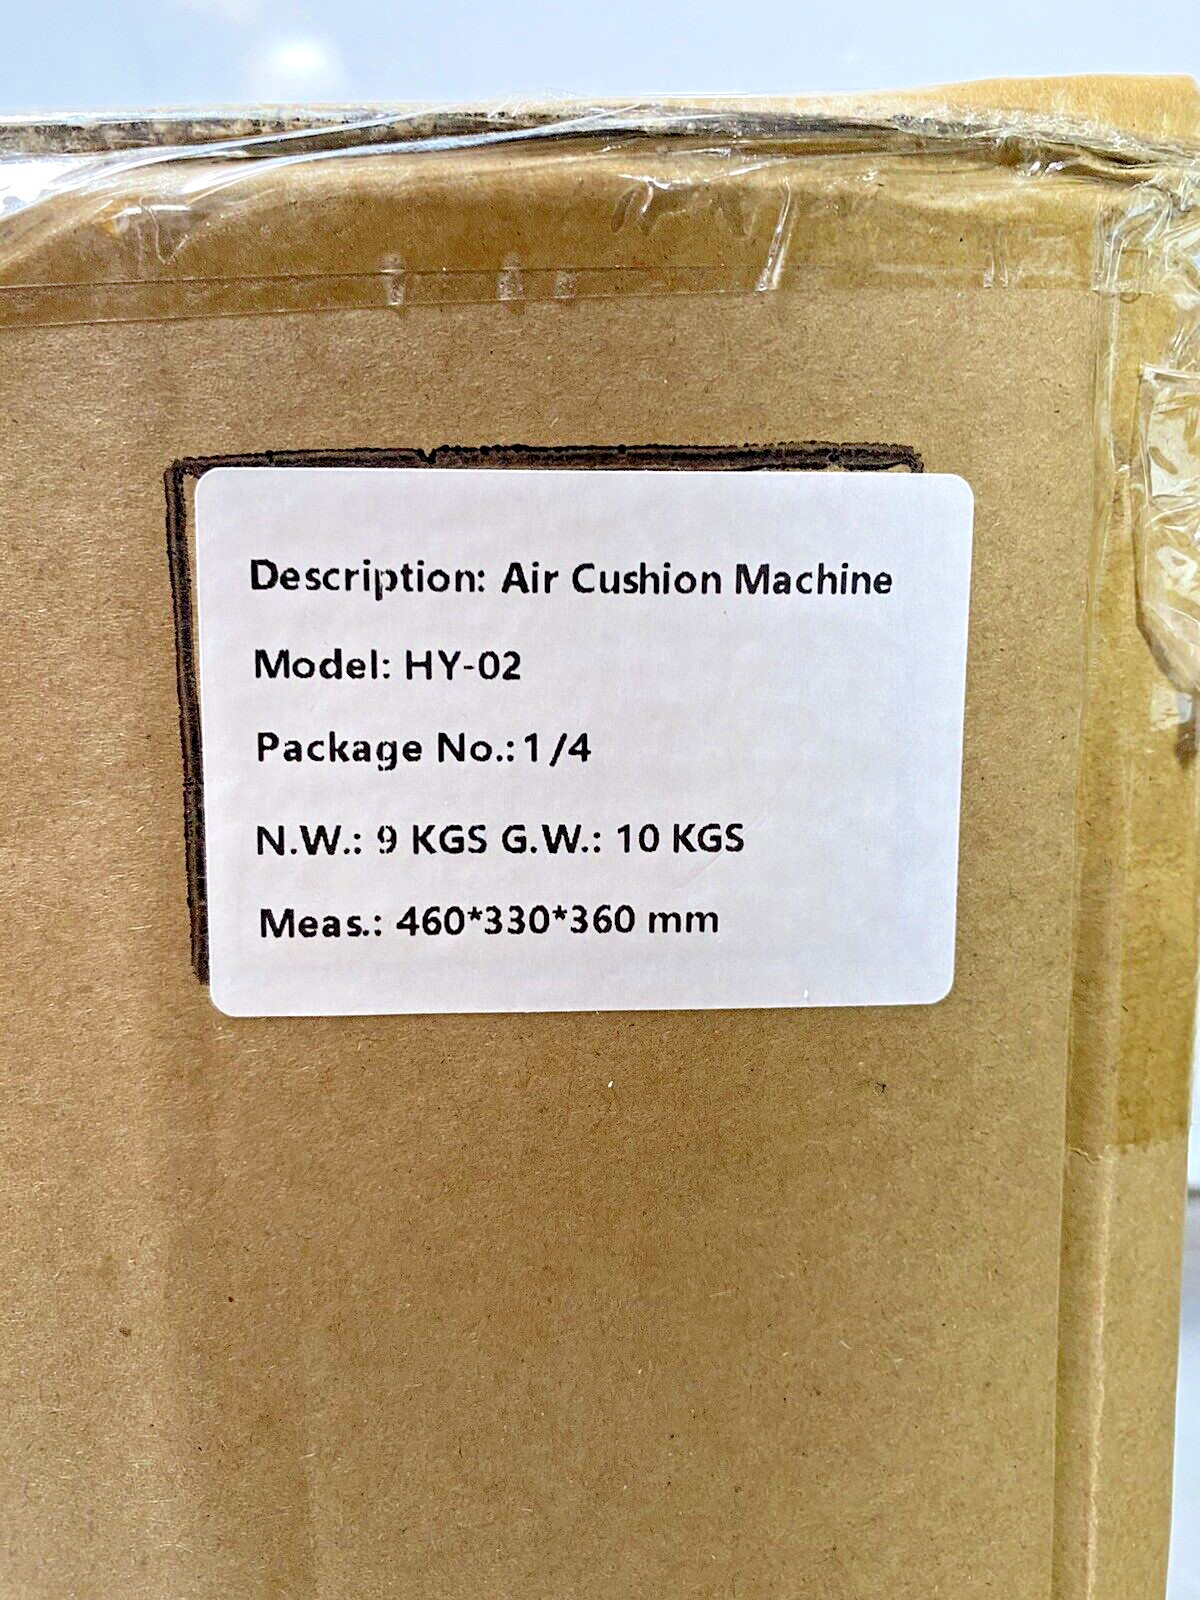 Description: Air Cushion Machine
Model: HY-02
Package No.: 1/4
N.W.: 9 KGS G.W.: 10 KGS
Meas.: 460*330*360 mm